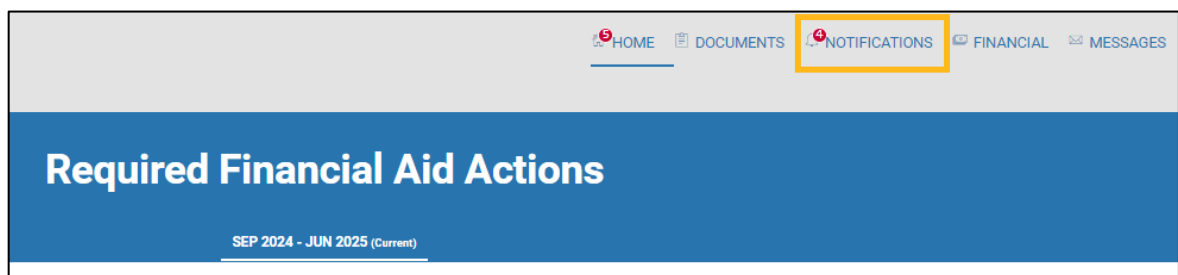 5 HOME DOCUMENTS 4 NOTIFICATIONS FINANCIAL MESSAGES
Required Financial Aid Actions
SEP 2024 - JUN 2025 (Current)